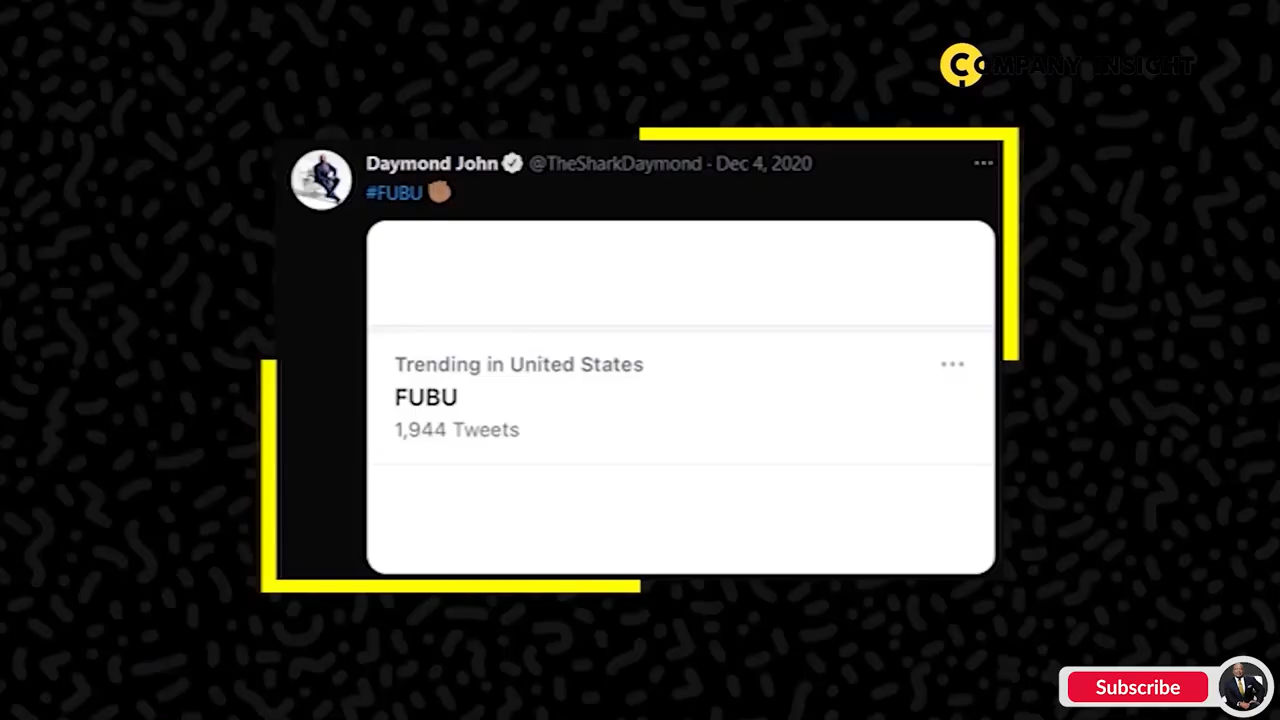 COMPANY INSIGHT
Daymond John @TheSharkDaymond · Dec 4, 2020
#FUBU
Trending in United States
FUBU
1,944 Tweets
Subscribe